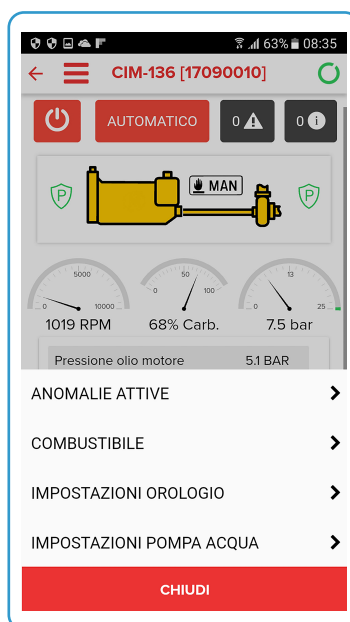 63% 08:35
CIM-136 [17090010]
AUTOMATICO 0 0 i
P MAN P
5000 50 13
0 10000 0 100 0 25
1019 RPM 68% Carb. 7.5 bar
Pressione olio motore 5.1 BAR
ANOMALIE ATTIVE
COMBUSTIBILE
IMPOSTAZIONI OROLOGIO
IMPOSTAZIONI POMPA ACQUA
CHIUDI